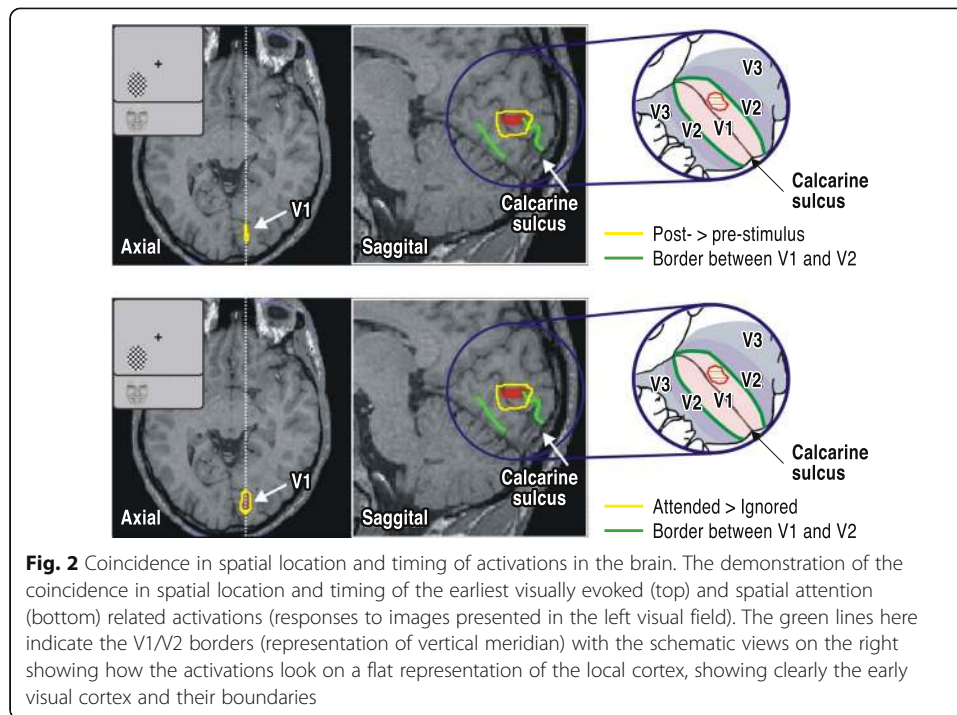 V1
Axial
Saggital
Calcarine
sulcus
V3
V3
V2
V2
V1
Calcarine
sulcus
Post- > pre-stimulus
Border between V1 and V2
V1
Axial
Saggital
Calcarine
sulcus
V3
V3
V2
V2
V1
Calcarine
sulcus
Attended > Ignored
Border between V1 and V2
Fig. 2 Coincidence in spatial location and timing of activations in the brain. The demonstration of the
coincidence in spatial location and timing of the earliest visually evoked (top) and spatial attention
(bottom) related activations (responses to images presented in the left visual field). The green lines here
indicate the V1/V2 borders (representation of vertical meridian) with the schematic views on the right
showing how the activations look on a flat representation of the local cortex, showing clearly the early
visual cortex and their boundaries